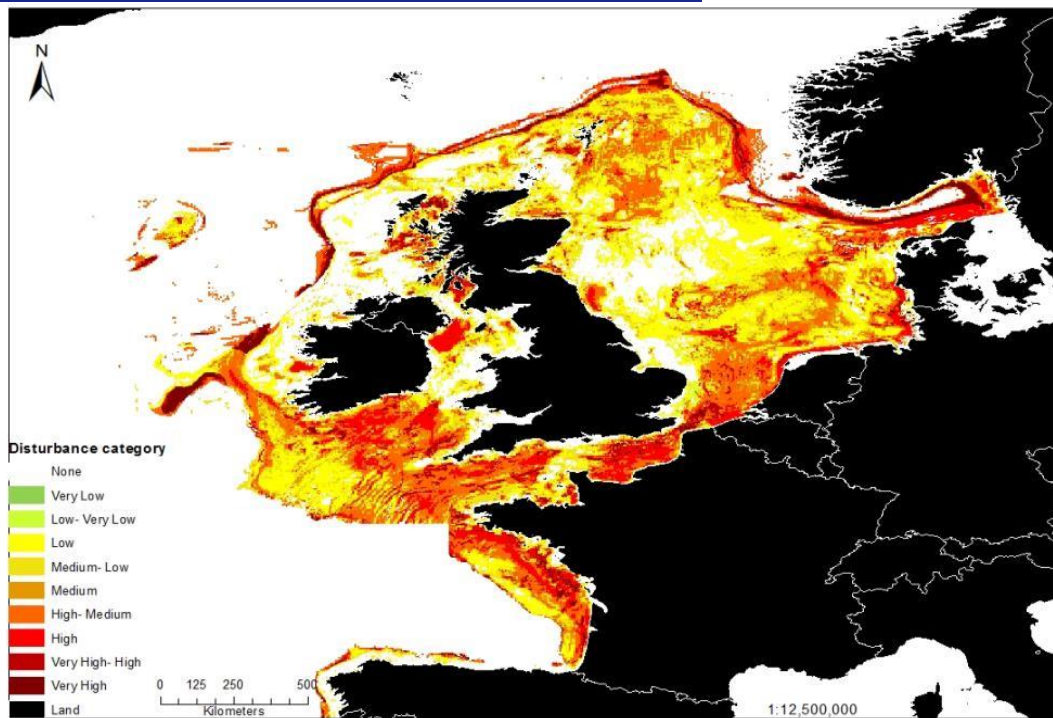 N
Disturbance category
None
Very Low
Low- Very Low
Low
Medium- Low
Medium
High- Medium
High
Very High- High
Very High
Land
0 125 250 500
Kilometers
1:12,500,000